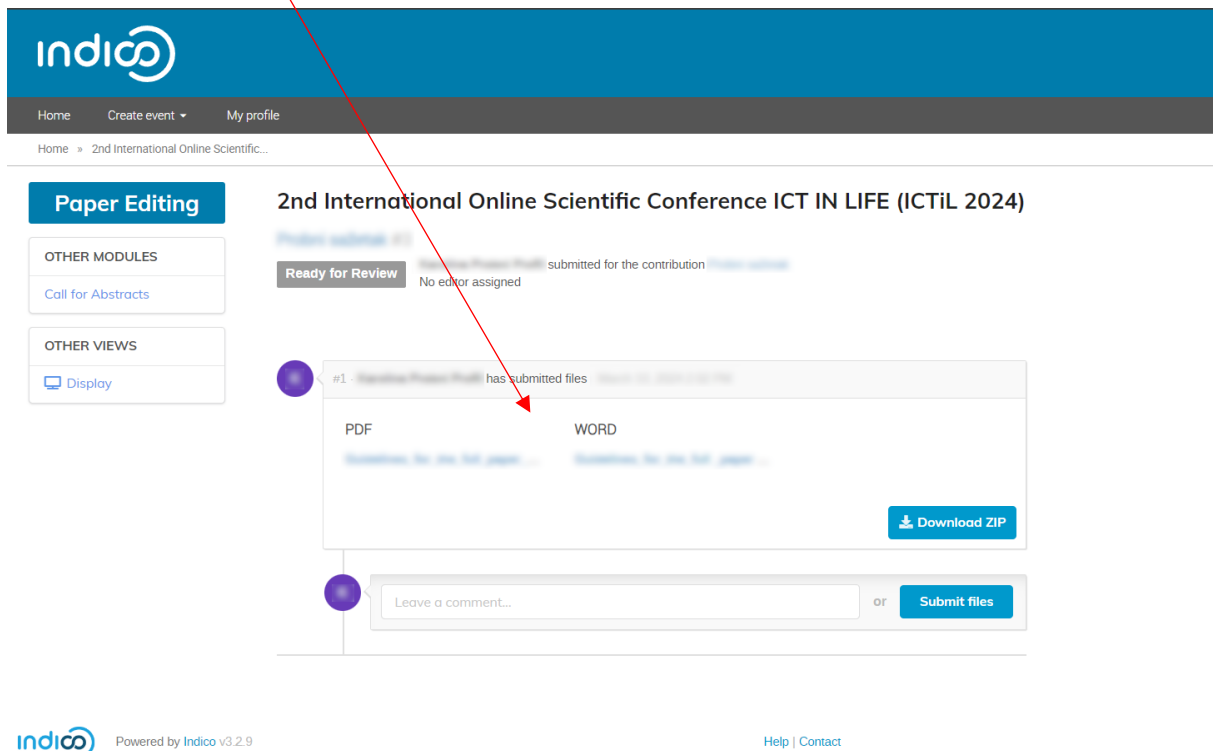 indico
Home Create event My profile
Home » 2nd International Online Scientific...
Paper Editing
OTHER MODULES
Call for Abstracts
OTHER VIEWS
Display
2nd International Online Scientific Conference ICT IN LIFE (ICTiL 2024)
Ready for Review
submitted for the contribution
No editor assigned
#1 - has submitted files
PDF WORD
Download ZIP
Leave a comment... or Submit files
indico Powered by Indico v3.2.9 Help | Contact